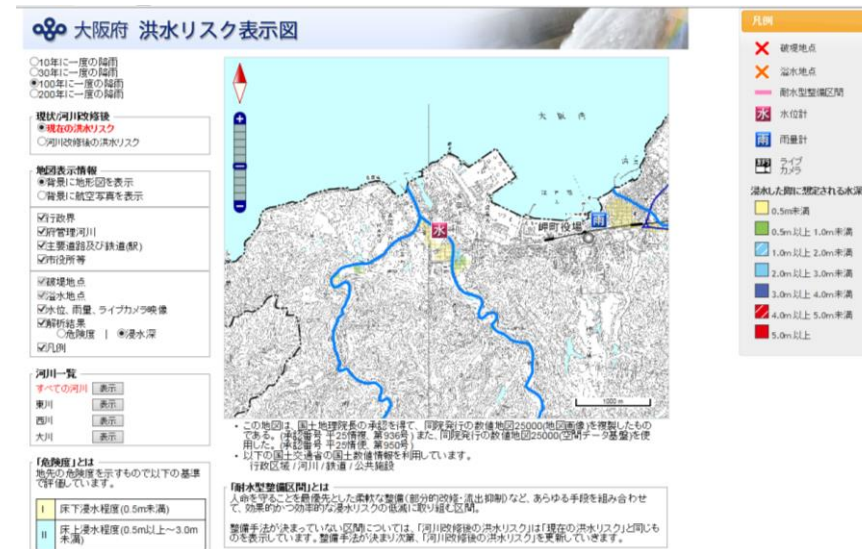 大阪府 洪水リスク表示図
○10年に一度の降雨
○30年に一度の降雨
◉100年に一度の降雨
○200年に一度の降雨
現状/河川改修後
◉現在の洪水リスク
○河川改修後の洪水リスク
地図表示情報
◉背景に地形図を表示
○背景に航空写真を表示
☑行政界
☑府管理河川
☑主要道路及び鉄道(駅)
☑市役所等
☑破堤地点
☑溢水地点
☑水位、雨量、ライブカメラ映像
☑解析結果
○危険度 | ◉浸水深
☑凡例
河川一覧
すべての河川 表示
東川 表示
西川 表示
大川 表示
「危険度」とは
地先の危険度を示すもので以下の基準
で評価しています。
I 床下浸水程度(0.5m未満)
II 床上浸水程度(0.5m以上～3.0m
未満)
大阪湾
水
岬町役場
雨
1000 m
・この地図は、国土地理院長の承認を得て、同院発行の数値地図25000(地図画像)を複製したもの
である。(承認番号 平25情複、第936号) また、同院発行の数値地図25000(空間データ基盤)を使
用した。(承認番号 平25情使、第950号)
・以下の国土交通省の国土数値情報を利用しています。
行政区域 / 河川 / 鉄道 / 公共施設
「耐水型整備区間」とは
人命を守ることを最優先とした柔軟な整備(部分的改修・流出抑制)など、あらゆる手段を組み合わせ
て、効果的かつ効率的な浸水リスクの低減に取り組む区間。
整備手法が決まっていない区間については、「河川改修後の洪水リスク」は「現在の洪水リスク」と同じも
のを表示しています。整備手法が決まり次第、「河川改修後の洪水リスク」を更新していきます。
凡例
破堤地点
溢水地点
耐水型整備区間
水 水位計
雨 雨量計
ライブ
カメラ
浸水した際に想定される水深
0.5m未満
0.5m以上 1.0m未満
1.0m以上 2.0m未満
2.0m以上 3.0m未満
3.0m以上 4.0m未満
4.0m以上 5.0m未満
5.0m以上